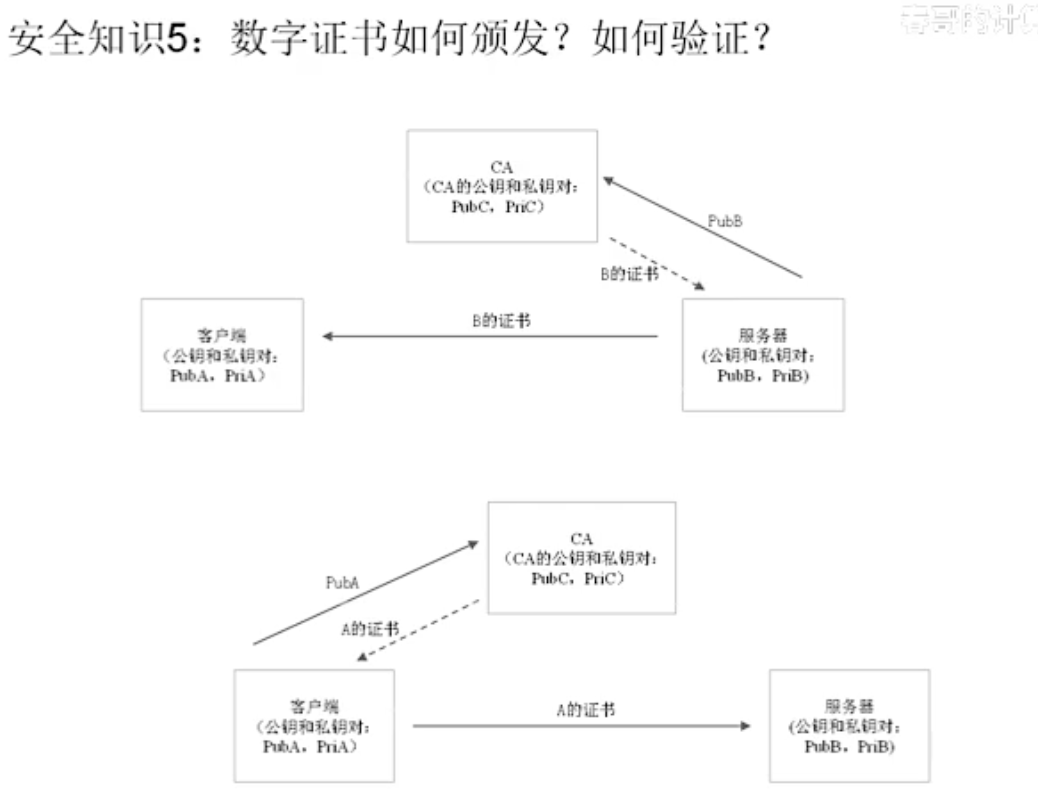 安全知识5：数字证书如何颁发？如何验证？
春哥的计
CA
（CA的公钥和私钥对：
PubC，PriC）
PubB
B的证书
B的证书
客户端
（公钥和私钥对：
PubA，PriA）
服务器
(公钥和私钥对：
PubB，PriB)
CA
（CA的公钥和私钥对：
PubC，PriC）
PubA
A的证书
客户端
（公钥和私钥对：
PubA，PriA）
A的证书
服务器
(公钥和私钥对：
PubB，PriB)